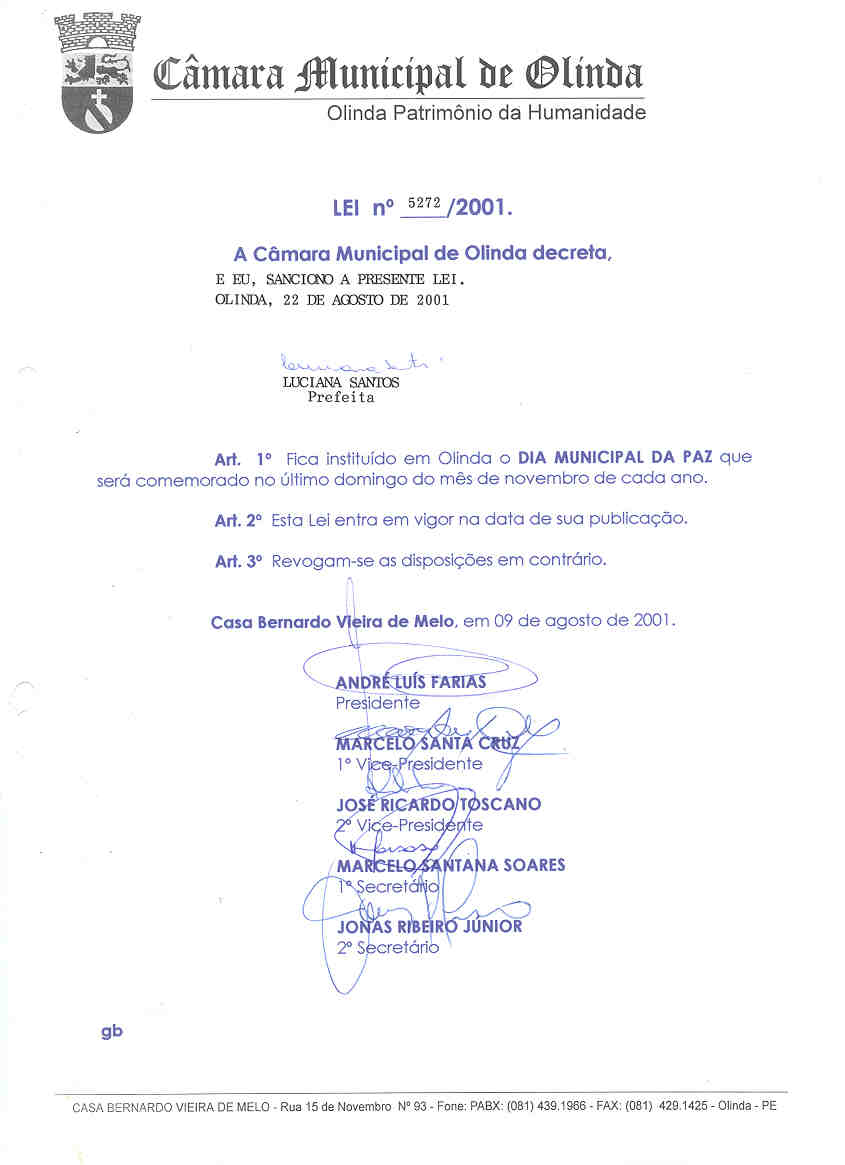 Câmara Municipal de Olinda
Olinda Patrimônio da Humanidade
LEI nº 5272/2001.
A Câmara Municipal de Olinda decreta,
E EU, SANCIONO A PRESENTE LEI.
OLINDA, 22 DE AGOSTO DE 2001
LUCIANA SANTOS
Prefeita
Art. 1º Fica instituído em Olinda o DIA MUNICIPAL DA PAZ que
será comemorado no último domingo do mês de novembro de cada ano.
Art. 2º Esta Lei entra em vigor na data de sua publicação.
Art. 3º Revogam-se as disposições em contrário.
Casa Bernardo Vieira de Melo, em 09 de agosto de 2001.
ANDRÉ LUÍS FARIAS
Presidente
MARCELO SANTA CRUZ
1º Vice-Presidente
JOSÉ RICARDO TOSCANO
2º Vice-Presidente
MARCELO SANTANA SOARES
1º Secretário
JONAS RIBEIRO JÚNIOR
2º Secretário
gb
CASA BERNARDO VIEIRA DE MELO - Rua 15 de Novembro Nº 93 - Fone: PABX: (081) 439.1966 - FAX: (081) 429.1425 - Olinda - PE